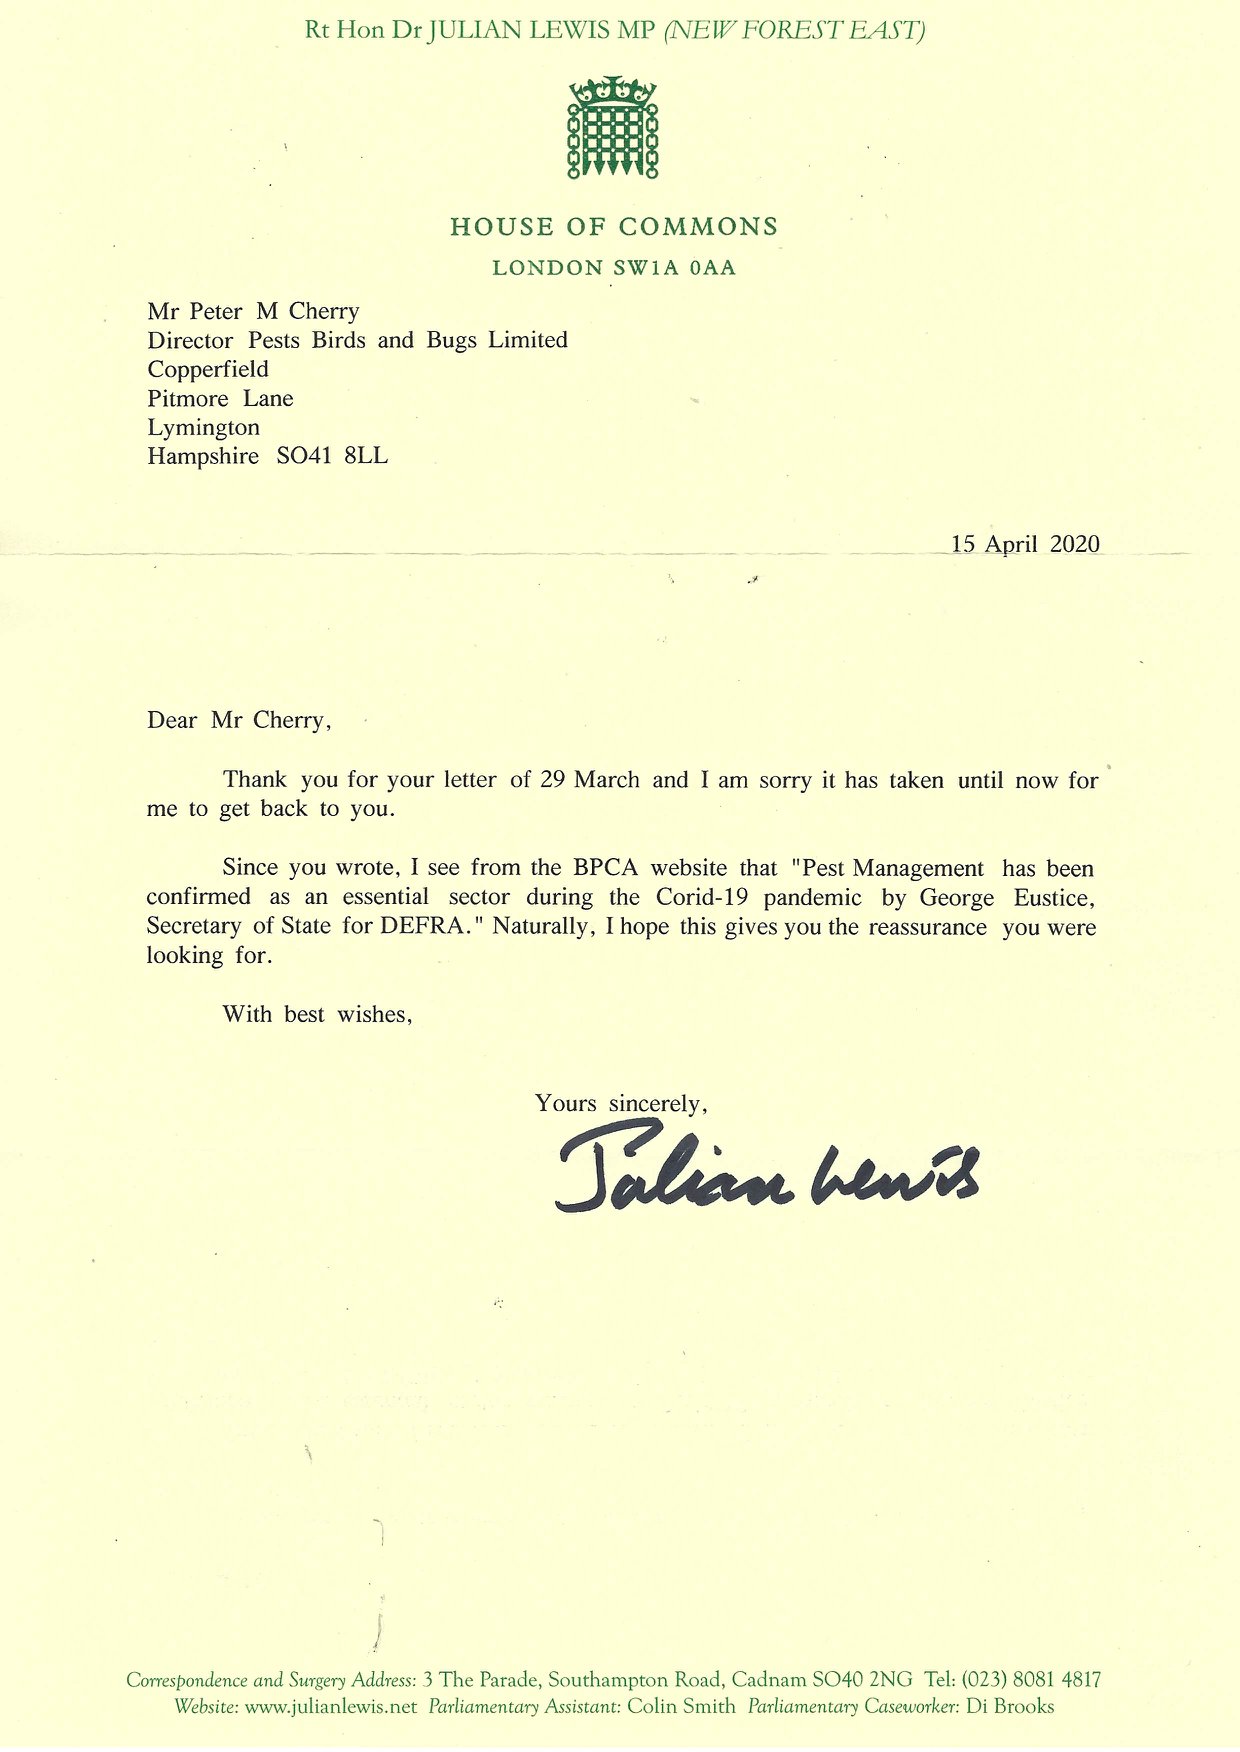 Rt Hon Dr JULIAN LEWIS MP (NEW FOREST EAST)
HOUSE OF COMMONS
LONDON SW1A 0AA
Mr Peter M Cherry
Director Pests Birds and Bugs Limited
Copperfield
Pitmore Lane
Lymington
Hampshire SO41 8LL
15 April 2020
Dear Mr Cherry,
Thank you for your letter of 29 March and I am sorry it has taken until now for
me to get back to you.
Since you wrote, I see from the BPCA website that "Pest Management has been
confirmed as an essential sector during the Corid-19 pandemic by George Eustice,
Secretary of State for DEFRA." Naturally, I hope this gives you the reassurance you were
looking for.
With best wishes,
Yours sincerely,
Julian Lewis
Correspondence and Surgery Address: 3 The Parade, Southampton Road, Cadnam SO40 2NG Tel: (023) 8081 4817
Website: www.julianlewis.net Parliamentary Assistant: Colin Smith Parliamentary Caseworker: Di Brooks